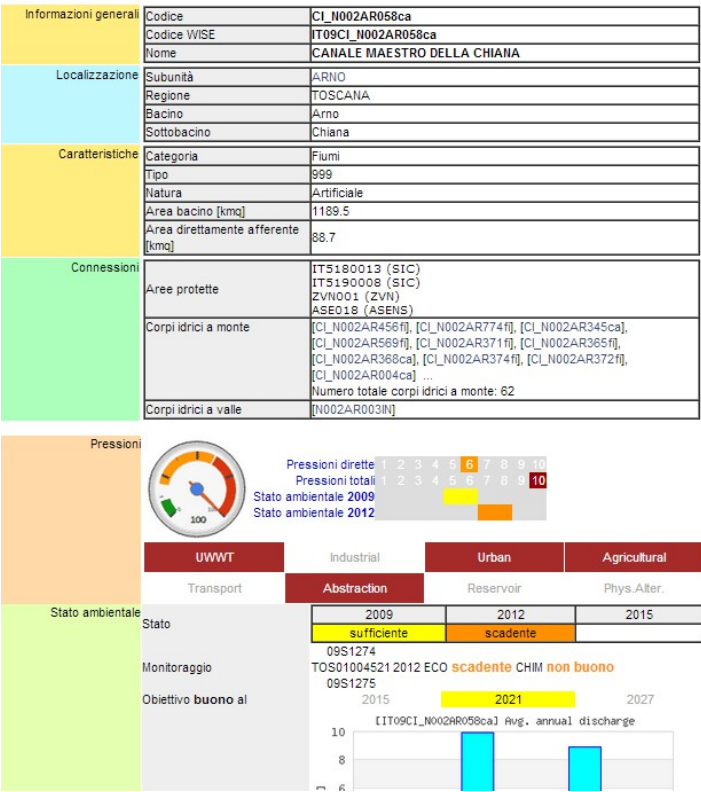 Informazioni generali
Codice CI_N002AR058ca
Codice WISE IT09CI_N002AR058ca
Nome CANALE MAESTRO DELLA CHIANA
Localizzazione
Subunità ARNO
Regione TOSCANA
Bacino Arno
Sottobacino Chiana
Caratteristiche
Categoria Fiumi
Tipo 999
Natura Artificiale
Area bacino [kmq] 1189.5
Area direttamente afferente
[kmq] 88.7
Connessioni
Aree protette
IT5180013 (SIC)
IT5190008 (SIC)
ZVN001 (ZVN)
ASE018 (ASENS)
Corpi idrici a monte
[CI_N002AR456fi], [CI_N002AR774fi], [CI_N002AR345ca],
[CI_N002AR569fi], [CI_N002AR371fi], [CI_N002AR365fi],
[CI_N002AR368ca], [CI_N002AR374fi], [CI_N002AR372fi],
[CI_N002AR004ca] ...
Numero totale corpi idrici a monte: 62
Corpi idrici a valle [N002AR003IN]
Pressioni
100
Pressioni dirette 1 2 3 4 5 6 7 8 9 10
Pressioni totali 1 2 3 4 5 6 7 8 9 10
Stato ambientale 2009
Stato ambientale 2012
UWWT Industrial Urban Agricultural
Transport Abstraction Reservoir Phys.Alter.
Stato ambientale
Stato 2009 2012 2015
sufficiente scadente
Monitoraggio
09S1274
TOS01004521 2012 ECO scadente CHIM non buono
09S1275
Obiettivo buono al 2015 2021 2027
[IT09CI_N002AR058ca] Avg. annual discharge
10
8
6